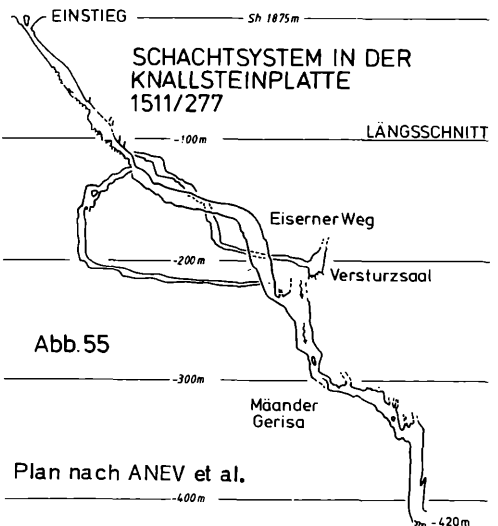 EINSTIEG
Sh 1875m
SCHACHTSYSTEM IN DER
KNALLSTEINPLATTE
1511/277
LÄNGSSCHNITT
-100m
Eiserner Weg
-200m
Versturzsaal
Abb.55
-300m
Mäander
Gerisa
Plan nach ANEV et al.
-400m
-420m